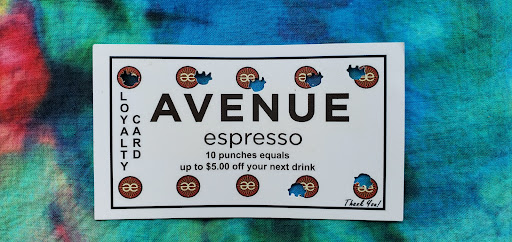 LOYALTY CARD
AVENUE
espresso
10 punches equals
up to $5.00 off your next drink
æ æ æ æ æ
Thank You!